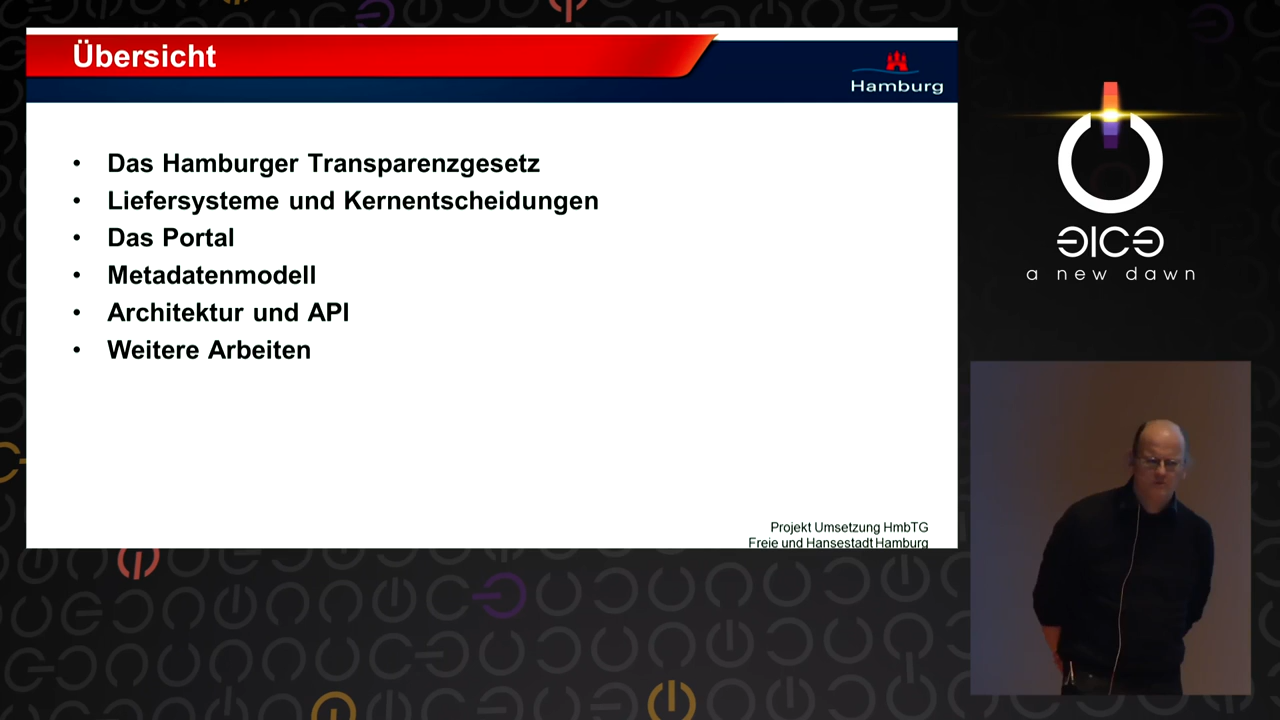 Übersicht
Hamburg
• Das Hamburger Transparenzgesetz
• Liefersysteme und Kernentscheidungen
• Das Portal
• Metadatenmodell
• Architektur und API
• Weitere Arbeiten
Projekt Umsetzung HmbTG
Freie und Hansestadt Hamburg
a new dawn